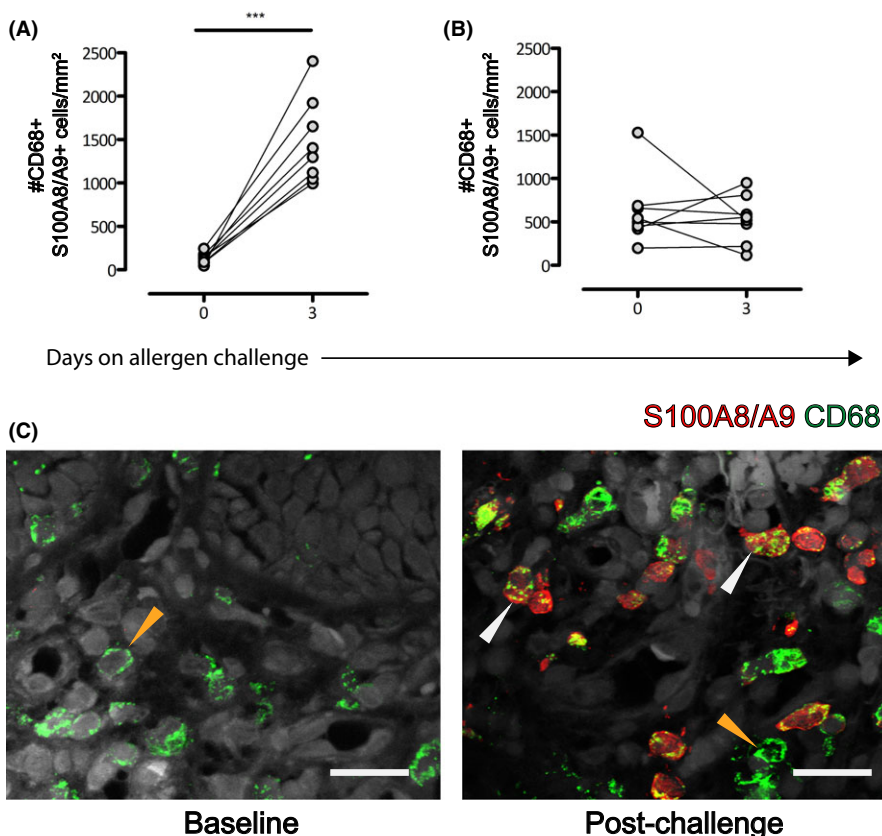 (A)
***
#CD68+
S100A8/A9+ cells/mm²
2500
2000
1500
1000
500
0
0
3
(B)
#CD68+
S100A8/A9+ cells/mm²
2500
2000
1500
1000
500
0
0
3
Days on allergen challenge
S100A8/A9 CD68
(C)
Baseline
Post-challenge